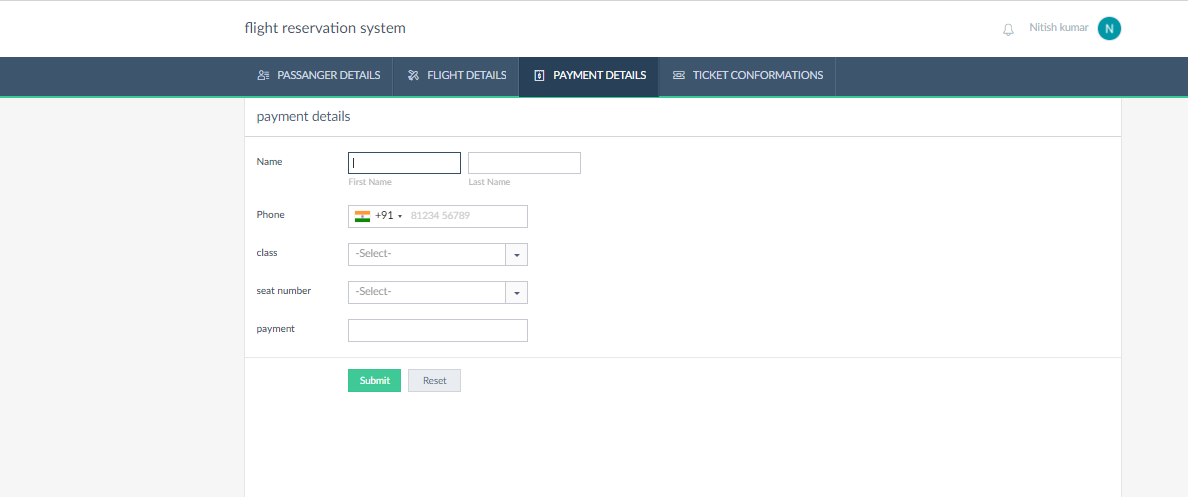 flight reservation system
Nitish kumar N
PASSANGER DETAILS FLIGHT DETAILS PAYMENT DETAILS TICKET CONFORMATIONS
payment details
Name
First Name Last Name
Phone +91 81234 56789
class -Select-
seat number -Select-
payment
Submit Reset